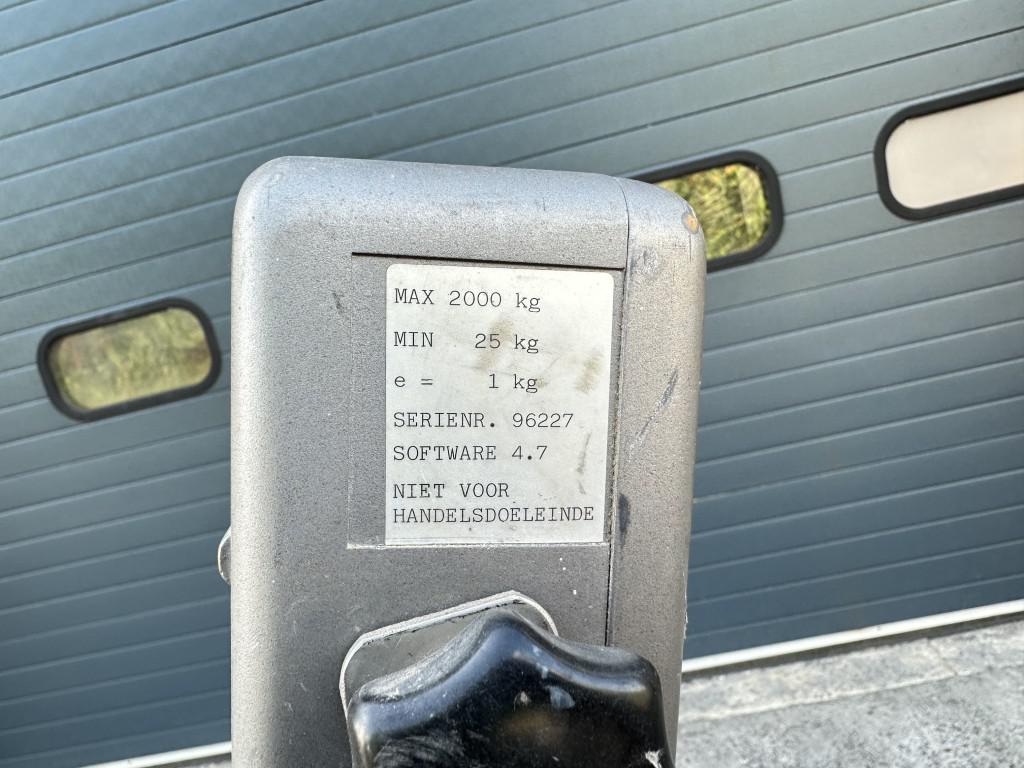 MAX 2000 kg
MIN 25 kg
e = 1 kg
SERIENR. 96227
SOFTWARE 4.7
NIET VOOR
HANDELSDOELEINDE